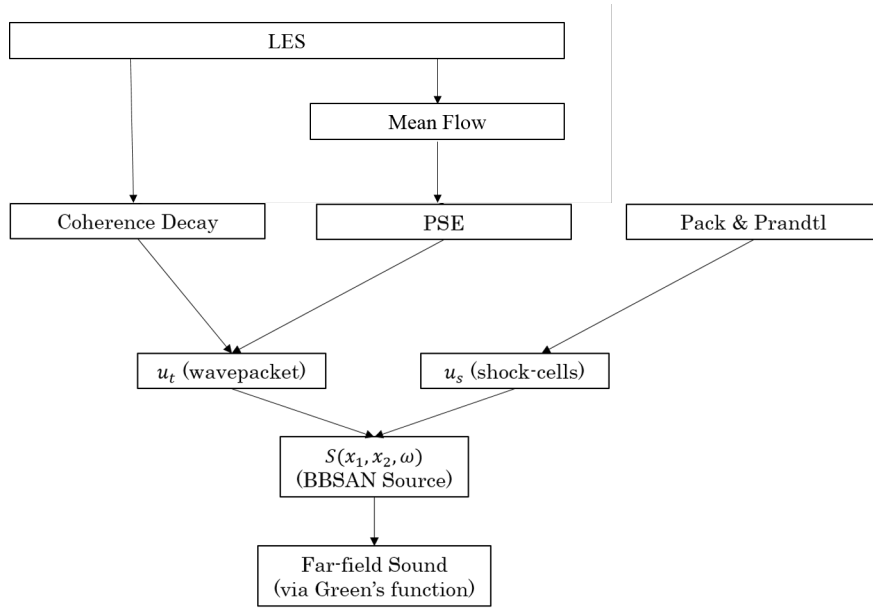 LES
Mean Flow
Coherence Decay
PSE
Pack & Prandtl
u_t (wavepacket)
u_s (shock-cells)
S(x_1, x_2, ω)
(BBSAN Source)
Far-field Sound
(via Green's function)